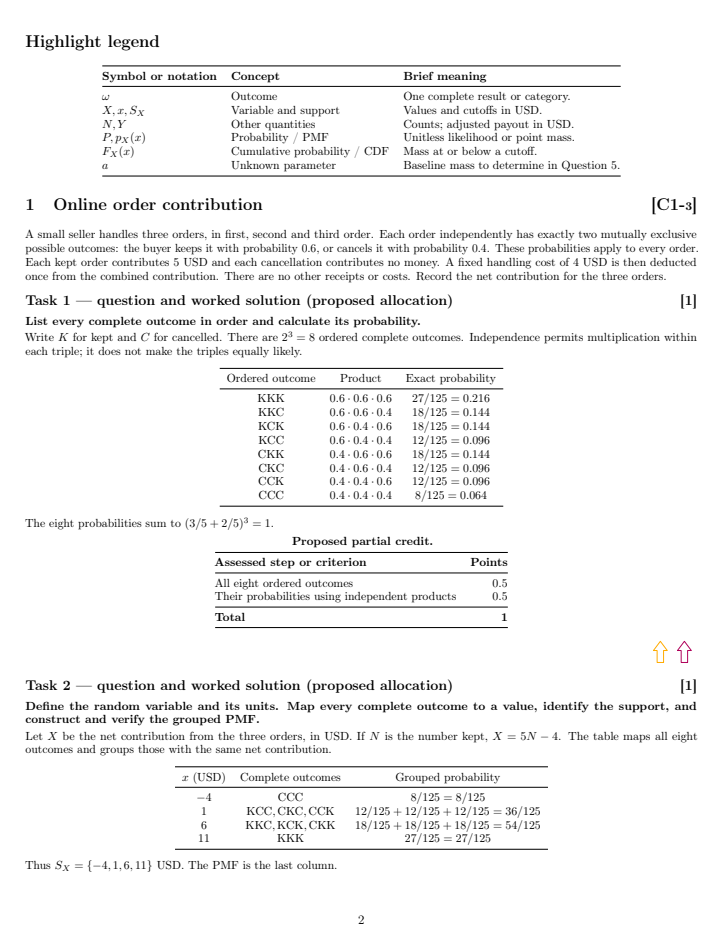 Highlight legend
Symbol or notation Concept Brief meaning
ω Outcome One complete result or category.
X, x, S_X Variable and support Values and cutoffs in USD.
N, Y Other quantities Counts; adjusted payout in USD.
P, p_X(x) Probability / PMF Unitless likelihood or point mass.
F_X(x) Cumulative probability / CDF Mass at or below a cutoff.
a Unknown parameter Baseline mass to determine in Question 5.
1 Online order contribution [C1-3]
A small seller handles three orders, in first, second and third order. Each order independently has exactly two mutually exclusive
possible outcomes: the buyer keeps it with probability 0.6, or cancels it with probability 0.4. These probabilities apply to every order.
Each kept order contributes 5 USD and each cancellation contributes no money. A fixed handling cost of 4 USD is then deducted
once from the combined contribution. There are no other receipts or costs. Record the net contribution for the three orders.
Task 1 — question and worked solution (proposed allocation) [1]
List every complete outcome in order and calculate its probability.
Write K for kept and C for cancelled. There are 2³ = 8 ordered complete outcomes. Independence permits multiplication within
each triple; it does not make the triples equally likely.
Ordered outcome Product Exact probability
KKK 0.6 · 0.6 · 0.6 27/125 = 0.216
KKC 0.6 · 0.6 · 0.4 18/125 = 0.144
KCK 0.6 · 0.4 · 0.6 18/125 = 0.144
KCC 0.6 · 0.4 · 0.4 12/125 = 0.096
CKK 0.4 · 0.6 · 0.6 18/125 = 0.144
CKC 0.4 · 0.6 · 0.4 12/125 = 0.096
CCK 0.4 · 0.4 · 0.6 12/125 = 0.096
CCC 0.4 · 0.4 · 0.4 8/125 = 0.064
The eight probabilities sum to (3/5 + 2/5)³ = 1.
Proposed partial credit.
Assessed step or criterion Points
All eight ordered outcomes 0.5
Their probabilities using independent products 0.5
Total 1
Task 2 — question and worked solution (proposed allocation) [1]
Define the random variable and its units. Map every complete outcome to a value, identify the support, and
construct and verify the grouped PMF.
Let X be the net contribution from the three orders, in USD. If N is the number kept, X = 5N − 4. The table maps all eight
outcomes and groups those with the same net contribution.
x (USD) Complete outcomes Grouped probability
−4 CCC 8/125 = 8/125
1 KCC, CKC, CCK 12/125 + 12/125 + 12/125 = 36/125
6 KKC, KCK, CKK 18/125 + 18/125 + 18/125 = 54/125
11 KKK 27/125 = 27/125
Thus S_X = {−4, 1, 6, 11} USD. The PMF is the last column.
2